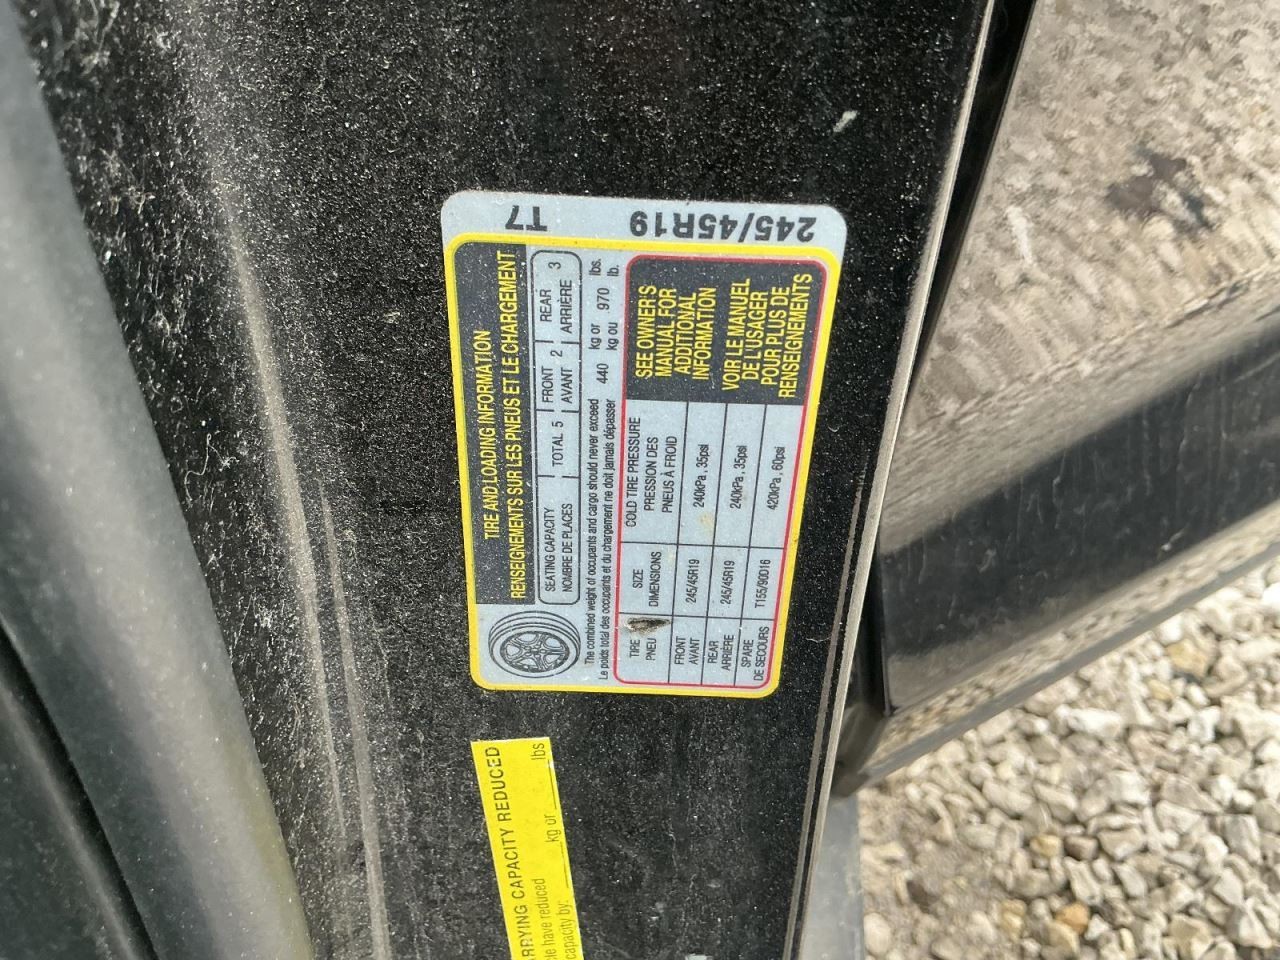 T7 245/45R19
TIRE AND LOADING INFORMATION
RENSEIGNEMENTS SUR LES PNEUS ET LE CHARGEMENT
SEATING CAPACITY
NOMBRE DE PLACES
TOTAL 5
FRONT 2
AVANT
REAR 3
ARRIÈRE
The combined weight of occupants and cargo should never exceed 440 kg or 970 lbs.
Le poids total des occupants et du chargement ne doit jamais dépasser kg ou lb.
TIRE SIZE COLD TIRE PRESSURE
PNEU DIMENSIONS PRESSION DES
PNEUS À FROID
FRONT
AVANT 245/45R19 240kPa, 35psi
REAR
ARRIÈRE 245/45R19 240kPa, 35psi
SPARE
DE SECOURS T155/90D16 420kPa, 60psi
SEE OWNER'S
MANUAL FOR
ADDITIONAL
INFORMATION
VOIR LE MANUEL
DE L'USAGER
POUR PLUS DE
RENSEIGNEMENTS
RRYING CAPACITY REDUCED
cle have reduced kg or lbs
capacity by: